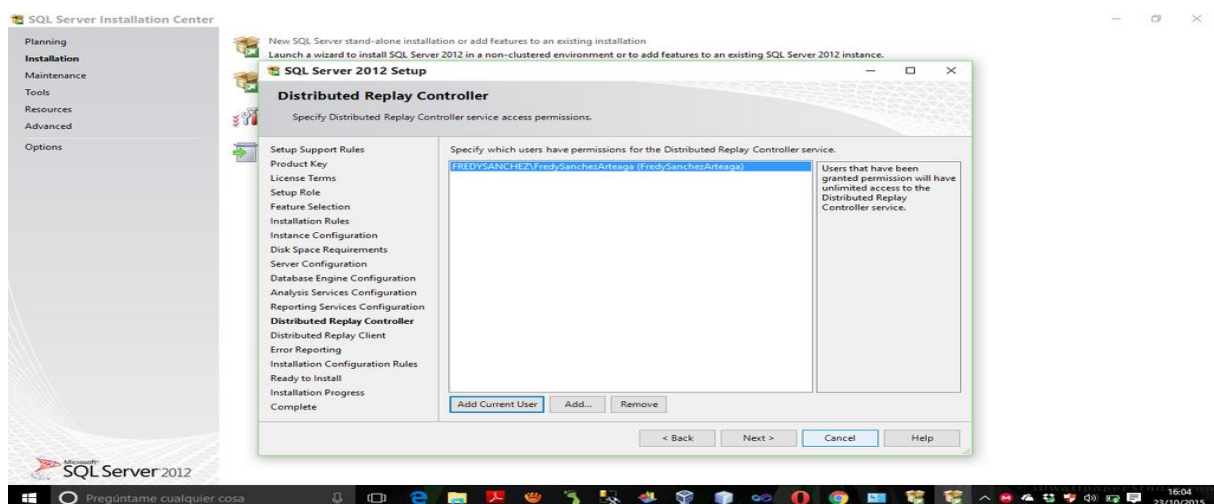 SQL Server Installation Center
Planning
Installation
Maintenance
Tools
Resources
Advanced
Options
New SQL Server stand-alone installation or add features to an existing installation
Launch a wizard to install SQL Server 2012 in a non-clustered environment or to add features to an existing SQL Server 2012 instance.
SQL Server 2012 Setup
Distributed Replay Controller
Specify Distributed Replay Controller service access permissions.
Setup Support Rules
Product Key
License Terms
Setup Role
Feature Selection
Installation Rules
Instance Configuration
Disk Space Requirements
Server Configuration
Database Engine Configuration
Analysis Services Configuration
Reporting Services Configuration
Distributed Replay Controller
Distributed Replay Client
Error Reporting
Installation Configuration Rules
Ready to Install
Installation Progress
Complete
Specify which users have permissions for the Distributed Replay Controller service.
FREDYSANCHEZ\FredySanchezArteaga (FredySanchezArteaga)
Users that have been
granted permission will have
unlimited access to the
Distributed Replay
Controller service.
Add Current User
Add...
Remove
< Back
Next >
Cancel
Help
Microsoft
SQL Server 2012
Pregúntame cualquier cosa
16:04
23/10/2015